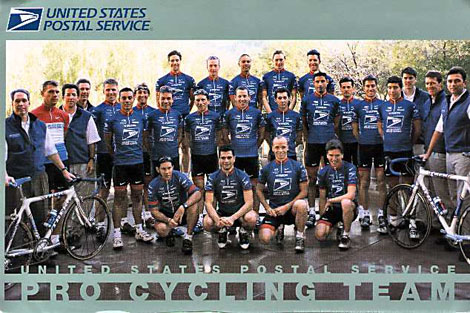 UNITED STATES
POSTAL SERVICE
UNITED STATES POSTAL SERVICE
PRO CYCLING TEAM